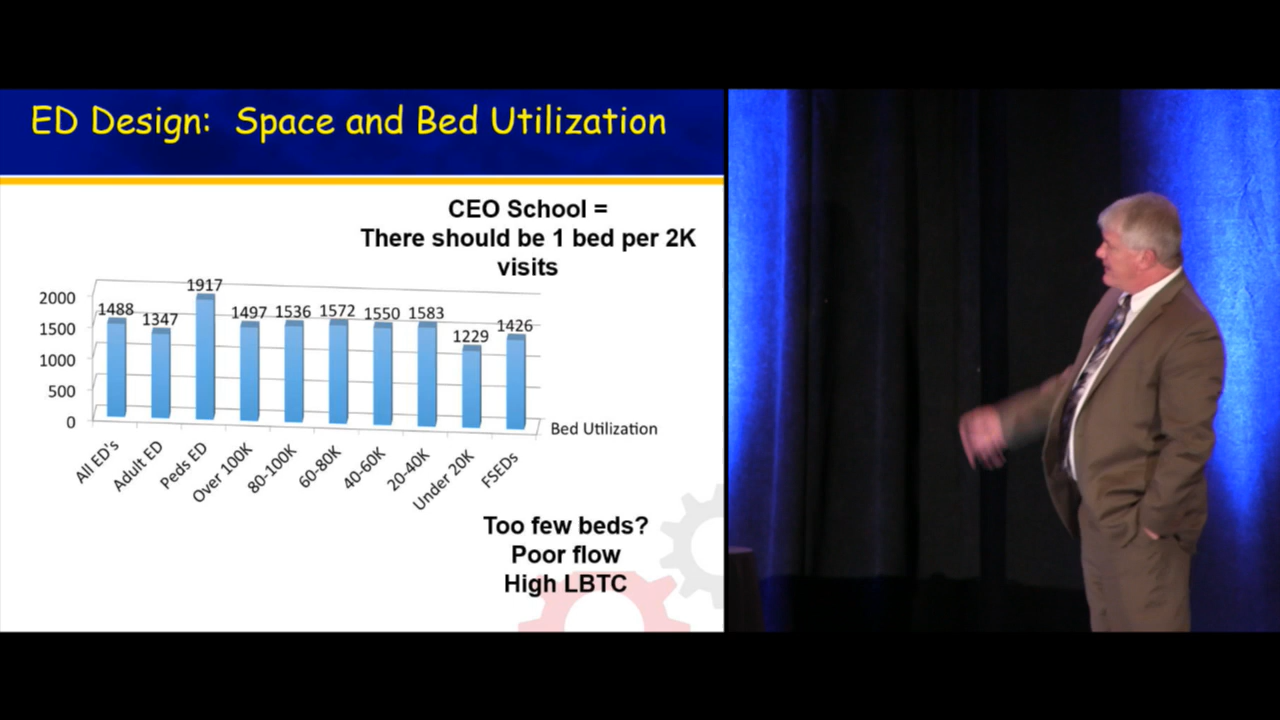 ED Design: Space and Bed Utilization
CEO School =
There should be 1 bed per 2K
visits
2000
1500
1000
500
0
1488
1347
1917
1497
1536
1572
1550
1583
1229
1426
Bed Utilization
All ED's
Adult ED
Peds ED
Over 100K
80-100K
60-80K
40-60K
20-40K
Under 20K
FSEDs
Too few beds?
Poor flow
High LBTC